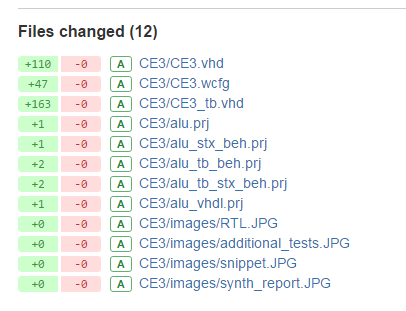 Files changed (12)
+110 -0 A CE3/CE3.vhd
+47 -0 A CE3/CE3.wcfg
+163 -0 A CE3/CE3_tb.vhd
+1 -0 A CE3/alu.prj
+1 -0 A CE3/alu_stx_beh.prj
+2 -0 A CE3/alu_tb_beh.prj
+2 -0 A CE3/alu_tb_stx_beh.prj
+1 -0 A CE3/alu_vhdl.prj
+0 -0 A CE3/images/RTL.JPG
+0 -0 A CE3/images/additional_tests.JPG
+0 -0 A CE3/images/snippet.JPG
+0 -0 A CE3/images/synth_report.JPG